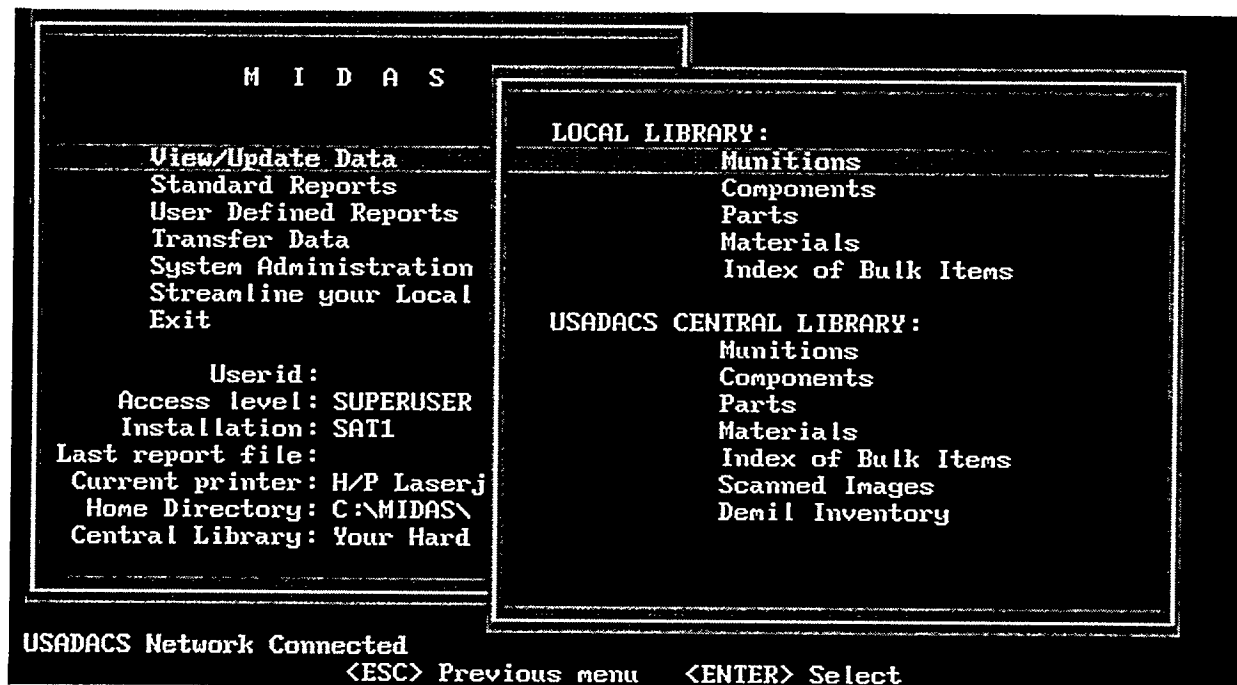 M I D A S
View/Update Data
Standard Reports
User Defined Reports
Transfer Data
System Administration
Streamline your Local
Exit
Userid:
Access level: SUPERUSER
Installation: SAT1
Last report file:
Current printer: H/P Laserj
Home Directory: C:\MIDAS\
Central Library: Your Hard
LOCAL LIBRARY:
Munitions
Components
Parts
Materials
Index of Bulk Items
USADACS CENTRAL LIBRARY:
Munitions
Components
Parts
Materials
Index of Bulk Items
Scanned Images
Demil Inventory
USADACS Network Connected
<ESC> Previous menu <ENTER> Select